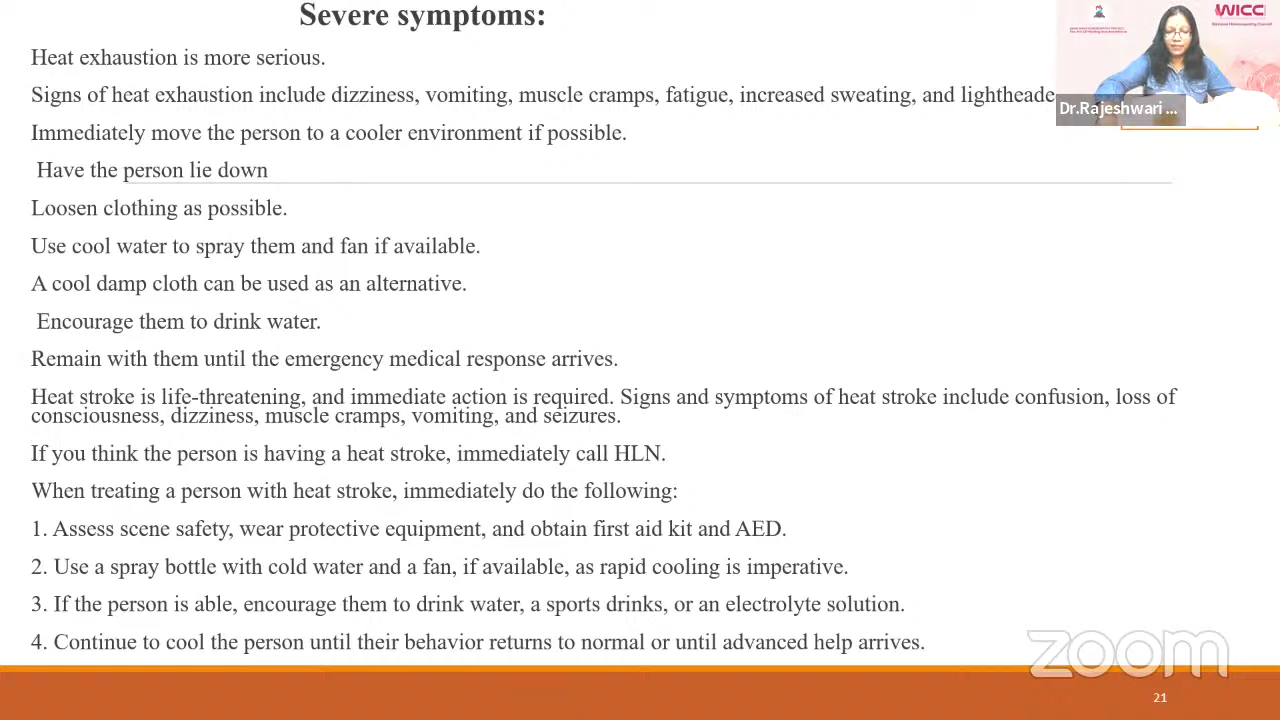 Severe symptoms:
WICC
Heat exhaustion is more serious.
Signs of heat exhaustion include dizziness, vomiting, muscle cramps, fatigue, increased sweating, and
Dr.Rajeshwari ...
Immediately move the person to a cooler environment if possible.
Have the person lie down
Loosen clothing as possible.
Use cool water to spray them and fan if available.
A cool damp cloth can be used as an alternative.
Encourage them to drink water.
Remain with them until the emergency medical response arrives.
Heat stroke is life-threatening, and immediate action is required. Signs and symptoms of heat stroke include confusion, loss of
consciousness, dizziness, muscle cramps, vomiting, and seizures.
If you think the person is having a heat stroke, immediately call HLN.
When treating a person with heat stroke, immediately do the following:
1. Assess scene safety, wear protective equipment, and obtain first aid kit and AED.
2. Use a spray bottle with cold water and a fan, if available, as rapid cooling is imperative.
3. If the person is able, encourage them to drink water, a sports drinks, or an electrolyte solution.
4. Continue to cool the person until their behavior returns to normal or until advanced help arrives.
zoom
21